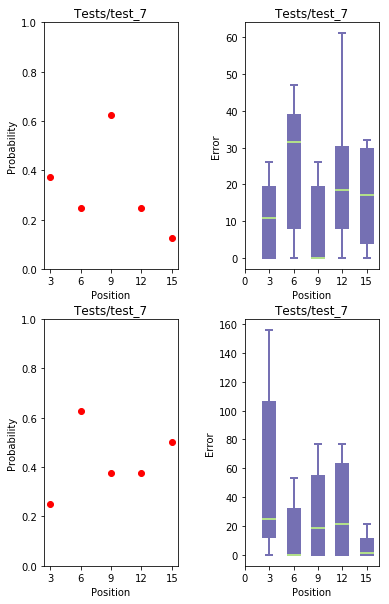 Tests/test_7
Probability
1.0
0.8
0.6
0.4
0.2
0.0
3 6 9 12 15
Position
Tests/test_7
Error
60
50
40
30
20
10
0
0 3 6 9 12 15
Position
Tests/test_7
Probability
1.0
0.8
0.6
0.4
0.2
0.0
3 6 9 12 15
Position
Tests/test_7
Error
160
140
120
100
80
60
40
20
0
0 3 6 9 12 15
Position